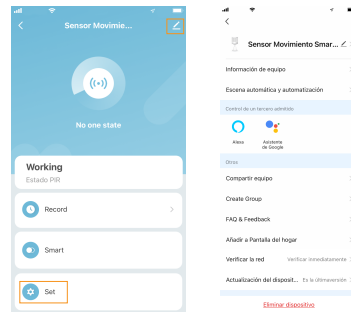 Sensor Movimie...
No one state
Working
Estado PIR
Record
Smart
Set
Sensor Movimiento Smar...
Información de equipo
Escena automática y automatización
Control de un tercero admitido
Alexa
Asistente
de Google
Otros
Compartir equipo
Create Group
FAQ & Feedback
Añadir a Pantalla del hogar
Verificar la red
Verificar inmediatamente
Actualización del disposit...
Es la últimaversión
Eliminar dispositivo